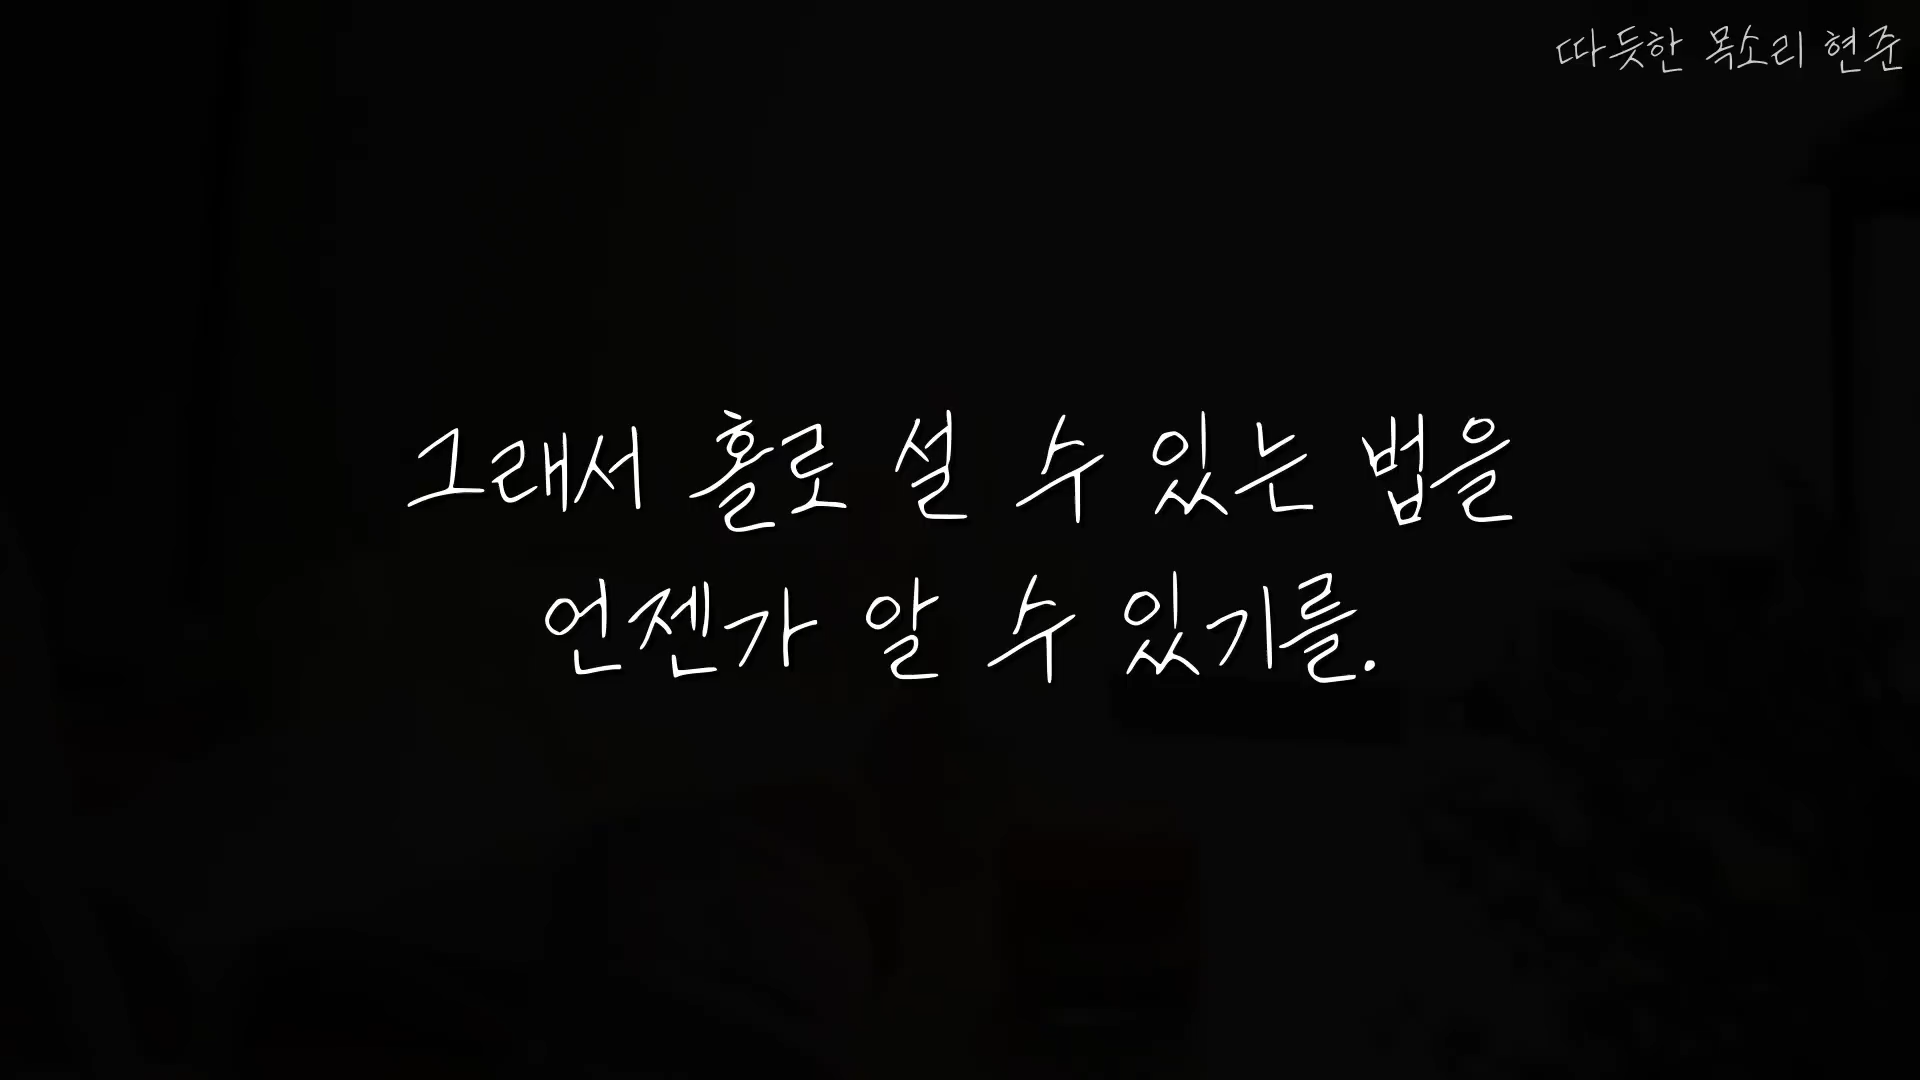 따듯한 목소리 현준
그래서 홀로 설 수 있는 법을
언젠가 알 수 있기를.